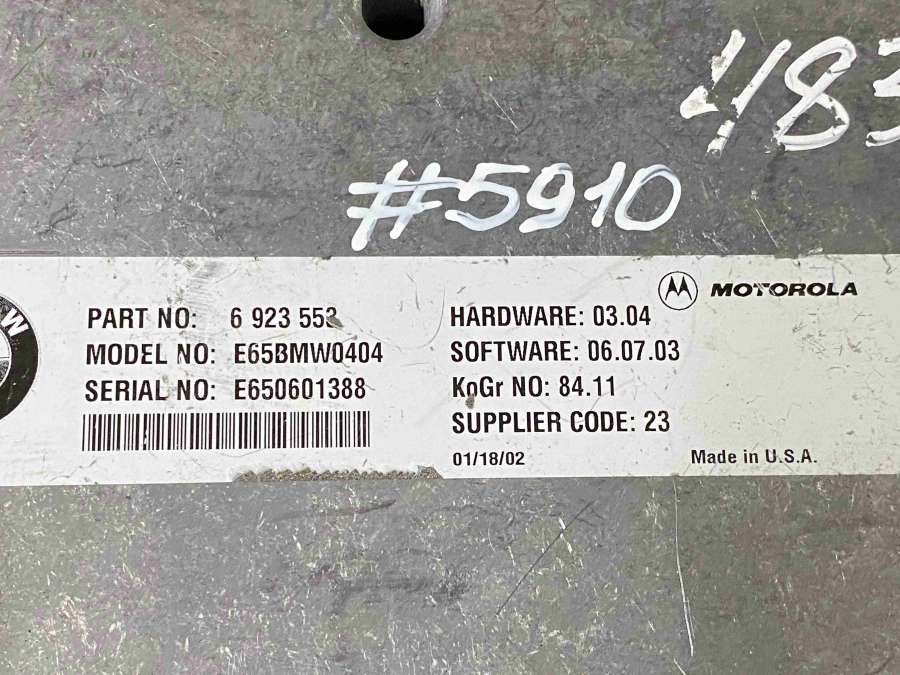 483
#5910
W
MOTOROLA
PART NO: 6 923 553
MODEL NO: E65BMW0404
SERIAL NO: E650601388
HARDWARE: 03.04
SOFTWARE: 06.07.03
KoGr NO: 84.11
SUPPLIER CODE: 23
01/18/02
Made in U.S.A.